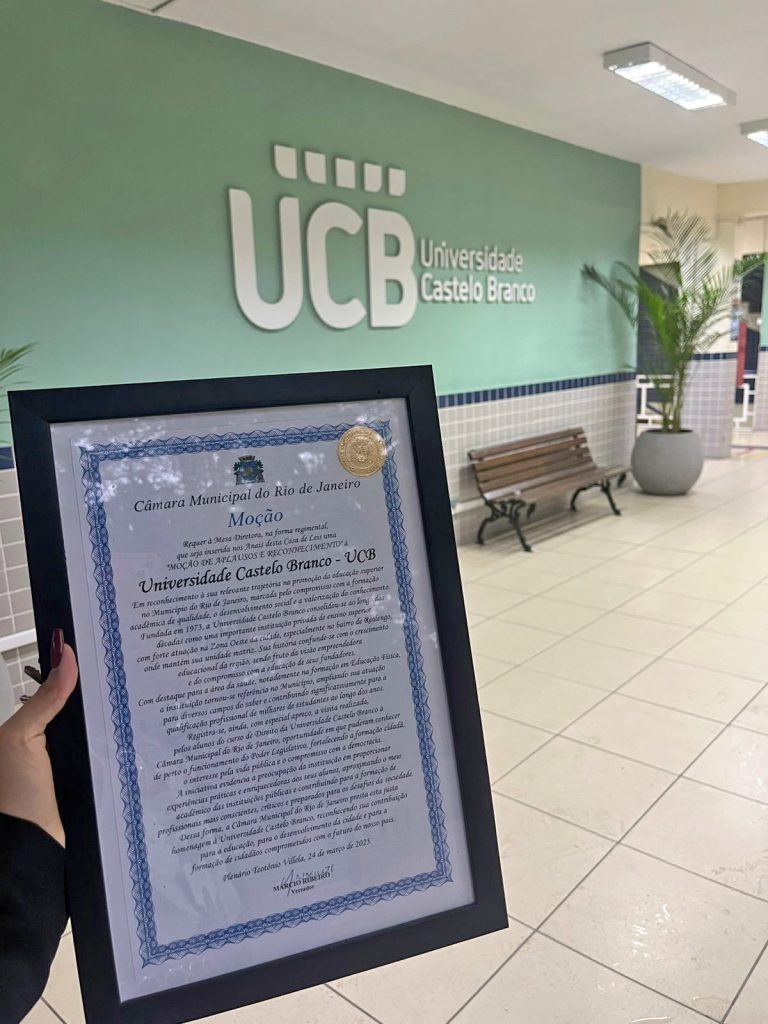 UCB
Universidade
Castelo Branco
Câmara Municipal do Rio de Janeiro
Moção
Requer à Mesa Diretora, na forma regimental,
que seja inserida nos Anais desta Casa de Leis uma
"MOÇÃO DE APLAUSOS E RECONHECIMENTO" à
Universidade Castelo Branco - UCB
Em reconhecimento à sua relevante trajetória na promoção da educação superior
no Município do Rio de Janeiro, marcada pelo compromisso com a formação
acadêmica de qualidade, o desenvolvimento social e a valorização do conhecimento.
Fundada em 1973, a Universidade Castelo Branco consolidou-se ao longo das
décadas como uma importante instituição privada de ensino superior
com forte atuação na Zona Oeste da cidade, especialmente no bairro de Realengo,
onde mantém sua unidade matriz. Sua história confunde-se com o crescimento
educacional da região, sendo fruto da visão empreendedora
e do compromisso com a educação de seus fundadores.
Com destaque para a área da saúde, notadamente na formação em Educação Física,
a instituição tornou-se referência no Município, ampliando sua atuação
para diversos campos do saber e contribuindo significativamente para a
qualificação profissional de milhares de estudantes ao longo dos anos.
Registra-se, ainda, com especial apreço, a visita realizada,
pelos alunos do curso de Direito da Universidade Castelo Branco à
Câmara Municipal do Rio de Janeiro, oportunidade em que puderam conhecer
de perto o funcionamento do Poder Legislativo, fortalecendo a formação cidadã,
o interesse pela vida pública e o compromisso com a democracia.
A iniciativa evidencia a preocupação da instituição em proporcionar
experiências práticas e enriquecedoras aos seus alunos, aproximando o meio
acadêmico das instituições públicas e contribuindo para a formação de
profissionais mais conscientes, críticos e preparados para os desafios da sociedade.
Dessa forma, a Câmara Municipal do Rio de Janeiro presta esta justa
homenagem à Universidade Castelo Branco, reconhecendo sua contribuição
para a educação, para o desenvolvimento da cidade e para a
formação de cidadãos comprometidos com o futuro do nosso país.
Plenário Teotônio Villela, 24 de março de 2025.
MÁRCIO RIBEIRO
Vereador